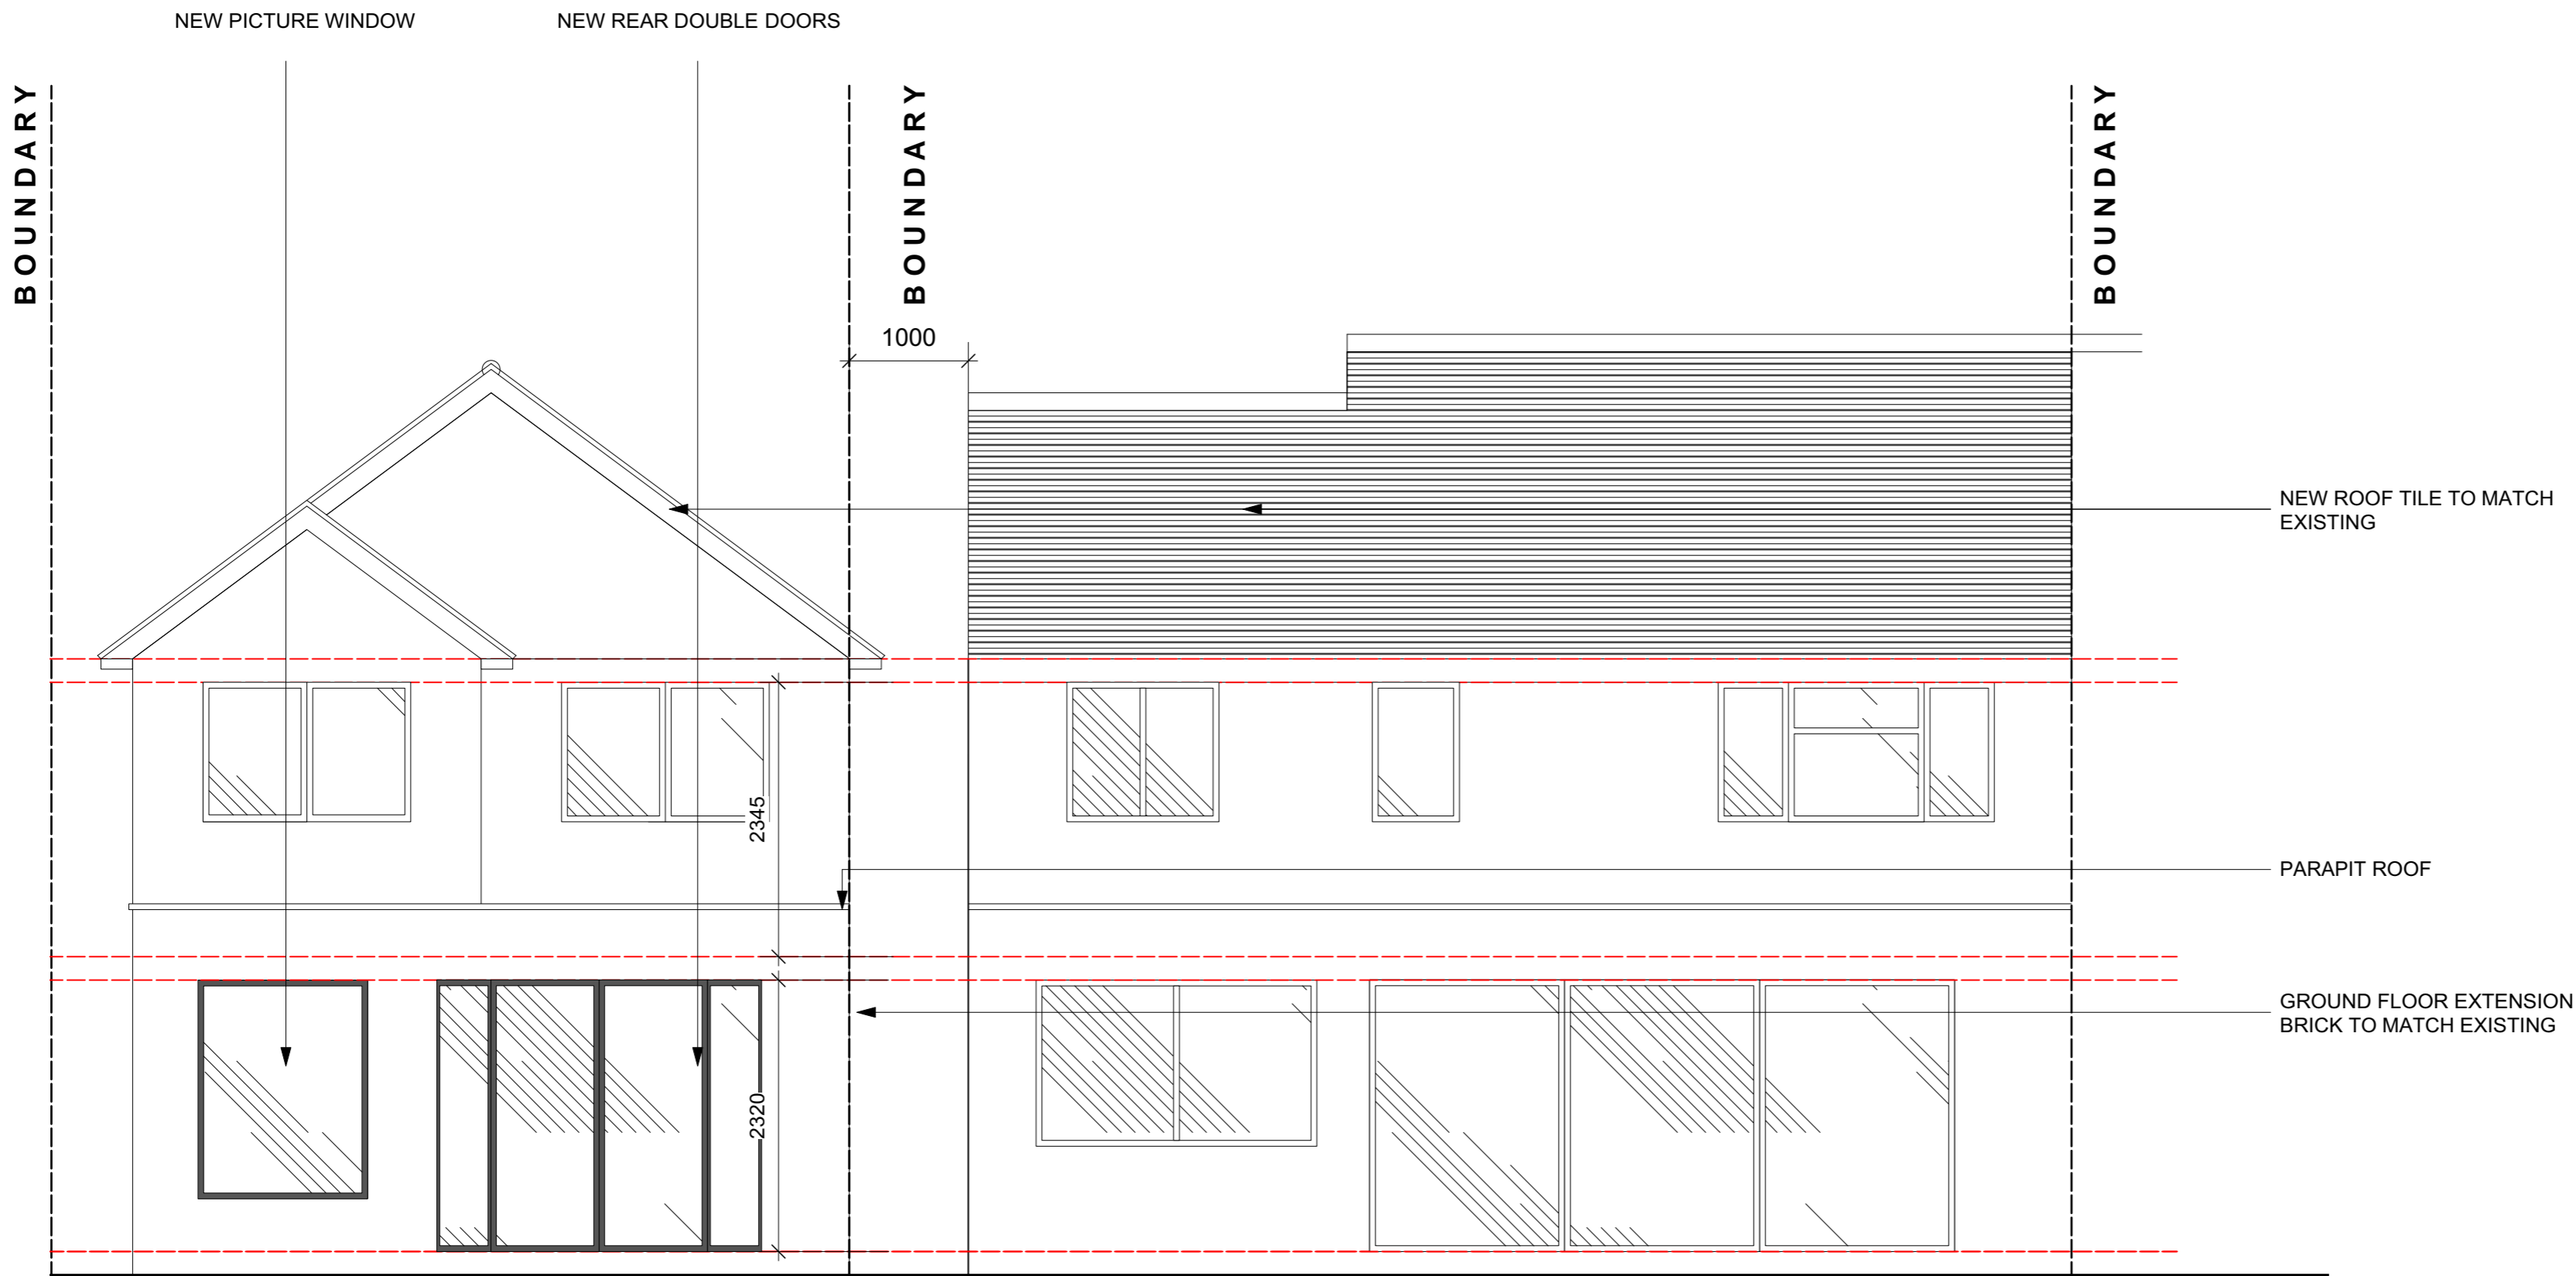 NEW PICTURE WINDOW
NEW REAR DOUBLE DOORS
BOUNDARY
BOUNDARY
BOUNDARY
1000
NEW ROOF TILE TO MATCH
EXISTING
2345
PARAPIT ROOF
GROUND FLOOR EXTENSION
BRICK TO MATCH EXISTING
2320